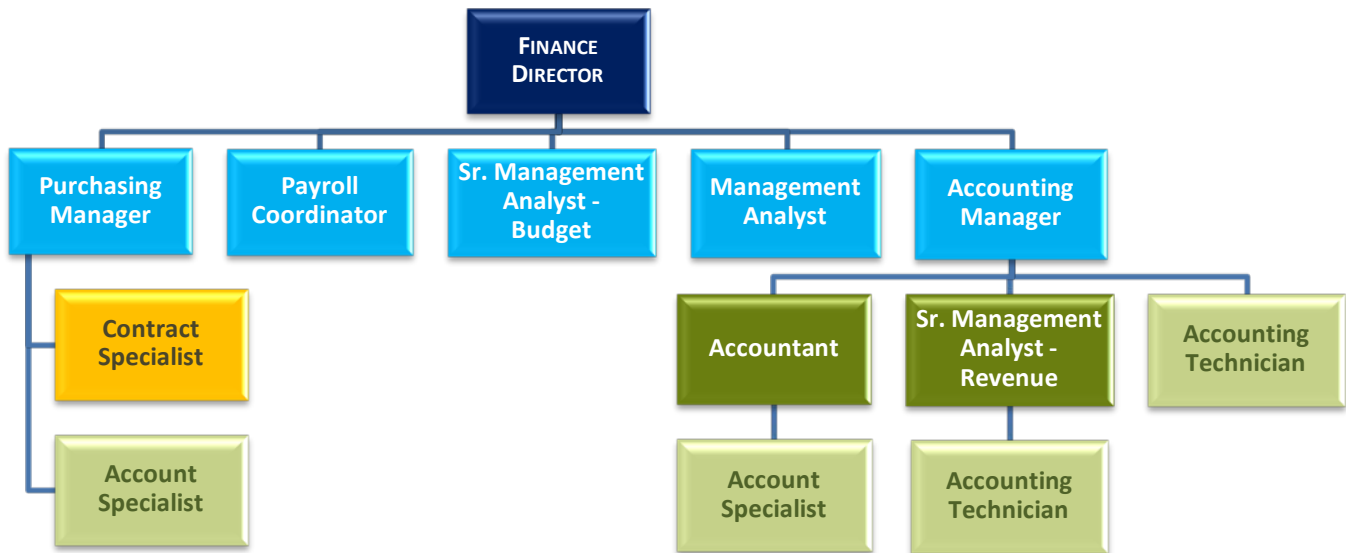 FINANCE
DIRECTOR
Purchasing
Manager
Payroll
Coordinator
Sr. Management
Analyst -
Budget
Management
Analyst
Accounting
Manager
Contract
Specialist
Accountant
Sr. Management
Analyst -
Revenue
Accounting
Technician
Account
Specialist
Account
Specialist
Accounting
Technician